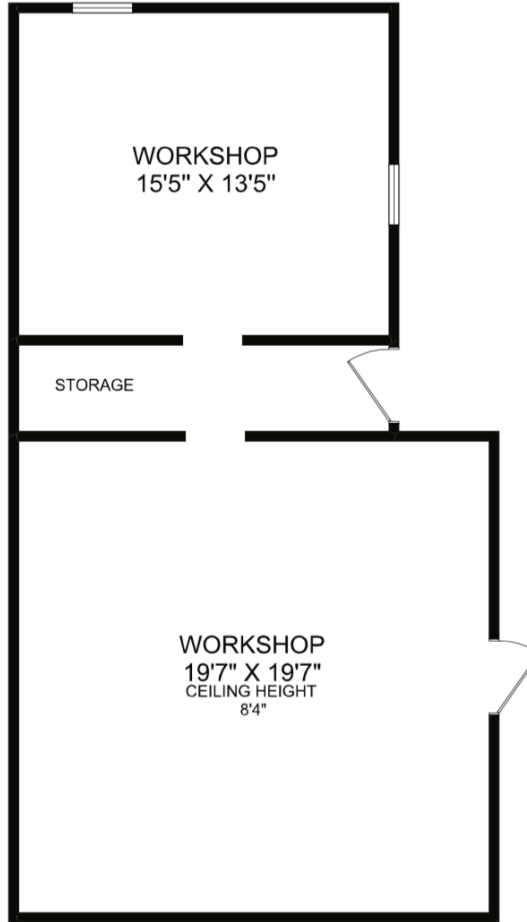 WORKSHOP
15'5" X 13'5"
STORAGE
WORKSHOP
19'7" X 19'7"
CEILING HEIGHT
8'4"